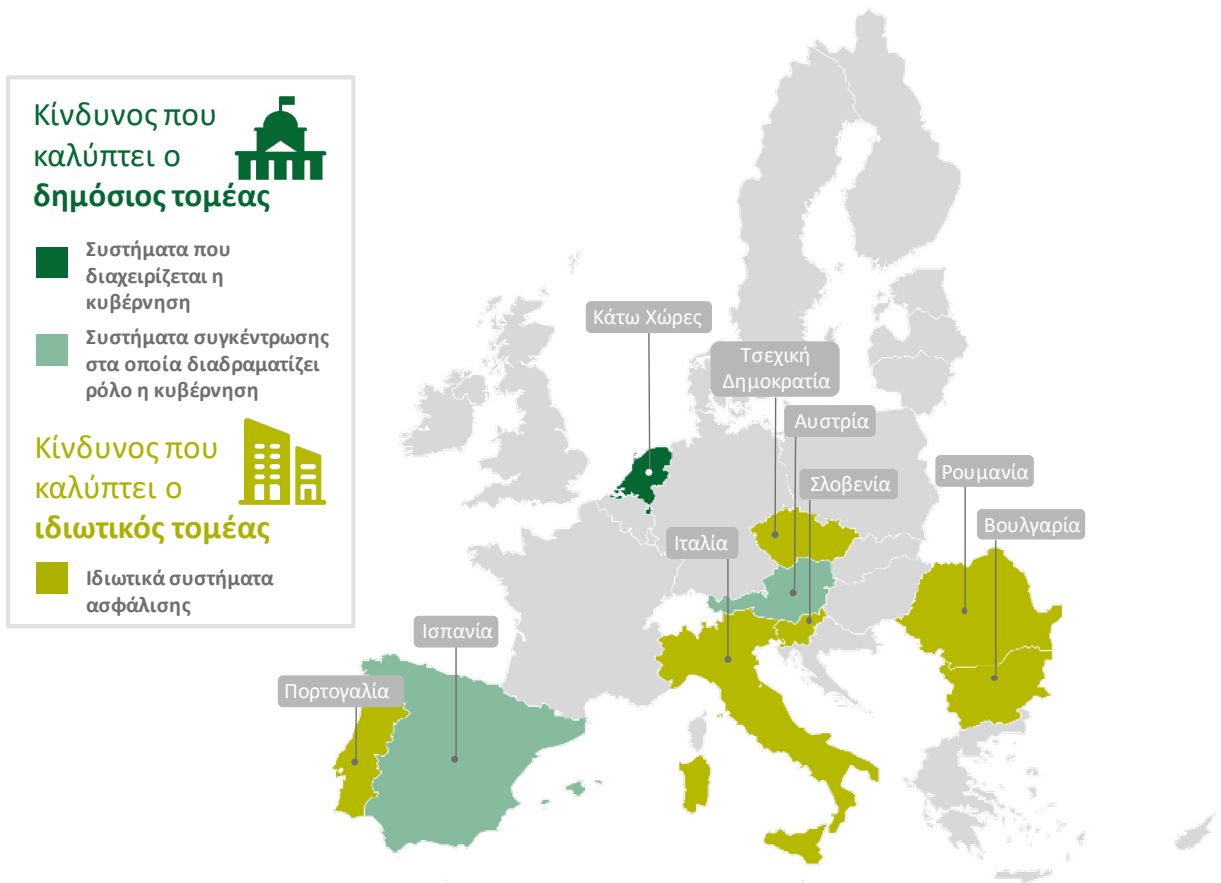 Κίνδυνος που
καλύπτει ο
δημόσιος τομέας
Συστήματα που
διαχειρίζεται η
κυβέρνηση
Συστήματα συγκέντρωσης
στα οποία διαδραματίζει
ρόλο η κυβέρνηση
Κίνδυνος που
καλύπτει ο
ιδιωτικός τομέας
Ιδιωτικά συστήματα
ασφάλισης
Κάτω Χώρες
Τσεχική
Δημοκρατία
Αυστρία
Σλοβενία
Ρουμανία
Βουλγαρία
Ιταλία
Ισπανία
Πορτογαλία